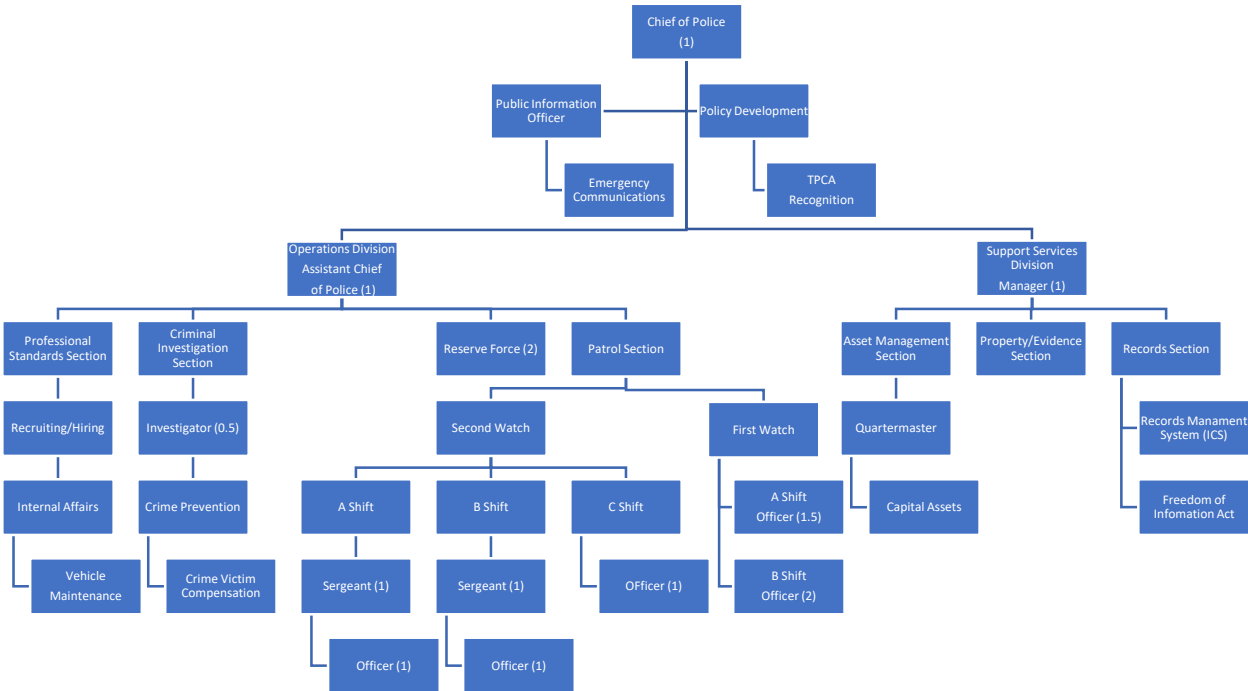 Chief of Police
(1)
Public Information
Officer
Policy Development
Emergency
Communications
TPCA
Recognition
Operations Division
Assistant Chief
of Police (1)
Support Services
Division
Manager (1)
Professional
Standards Section
Criminal
Investigation
Section
Reserve Force (2)
Patrol Section
Asset Management
Section
Property/Evidence
Section
Records Section
Recruiting/Hiring
Investigator (0.5)
Second Watch
First Watch
Quartermaster
Records Manament
System (ICS)
Internal Affairs
Crime Prevention
A Shift
B Shift
C Shift
A Shift
Officer (1.5)
Capital Assets
Freedom of
Infomation Act
Vehicle
Maintenance
Crime Victim
Compensation
Sergeant (1)
Sergeant (1)
OFficer (1)
B Shift
Officer (2)
Officer (1)
Officer (1)